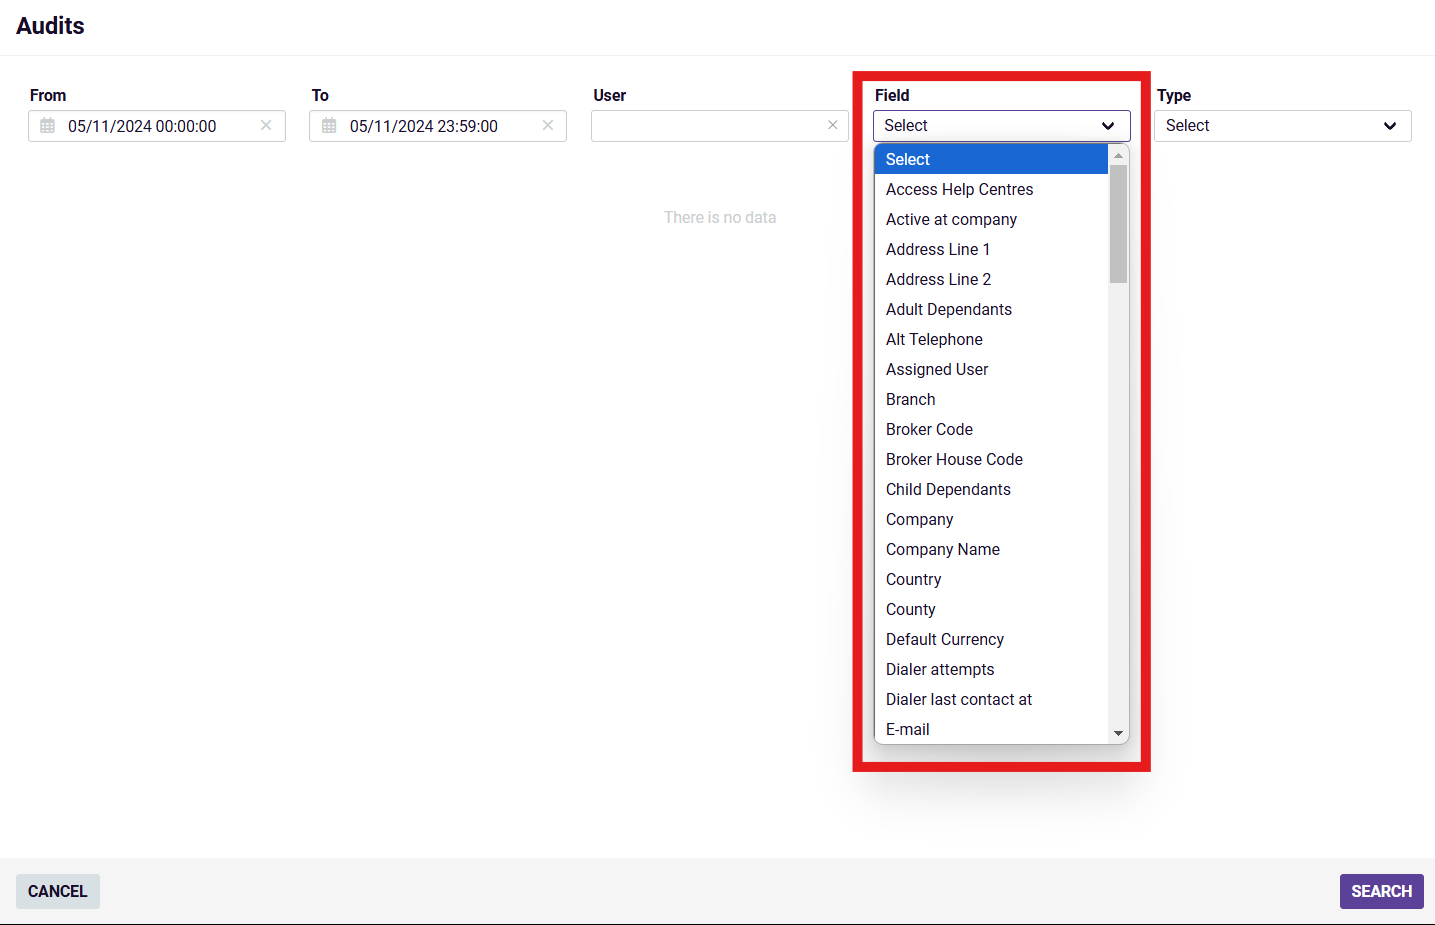 Audits
From
To
User
Field
Type
05/11/2024 00:00:00
05/11/2024 23:59:00
Select
Select
There is no data
Select
Access Help Centres
Active at company
Address Line 1
Address Line 2
Adult Dependants
Alt Telephone
Assigned User
Branch
Broker Code
Broker House Code
Child Dependants
Company
Company Name
Country
County
Default Currency
Dialer attempts
Dialer last contact at
E-mail
CANCEL
SEARCH